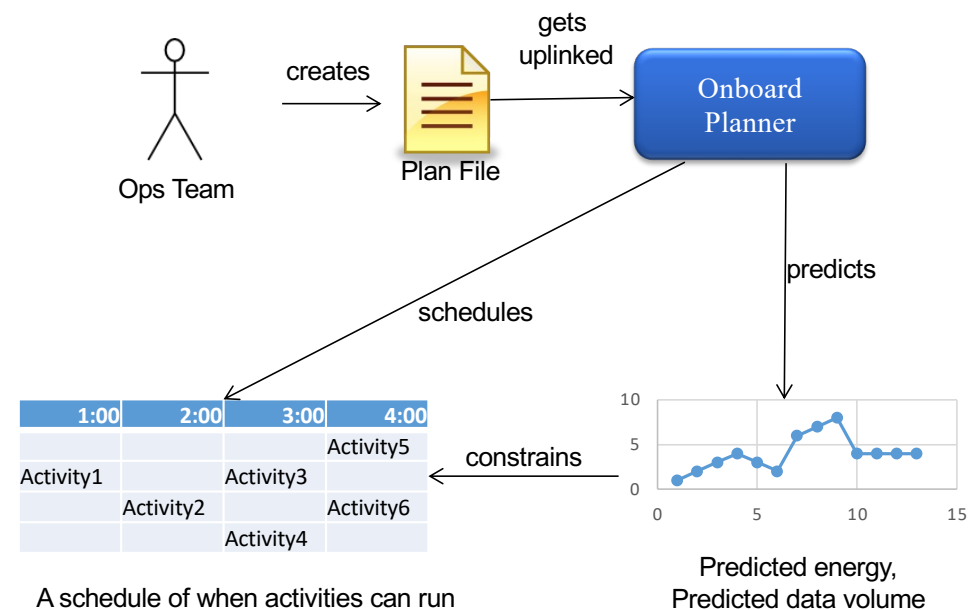 gets
uplinked
creates
Onboard
Planner
Plan File
Ops Team
predicts
schedules
1:00 2:00 3:00 4:00
Activity5
Activity1 Activity3
Activity2 Activity6
Activity4
constrains
10
5
0
0 5 10 15
A schedule of when activities can run
Predicted energy,
Predicted data volume